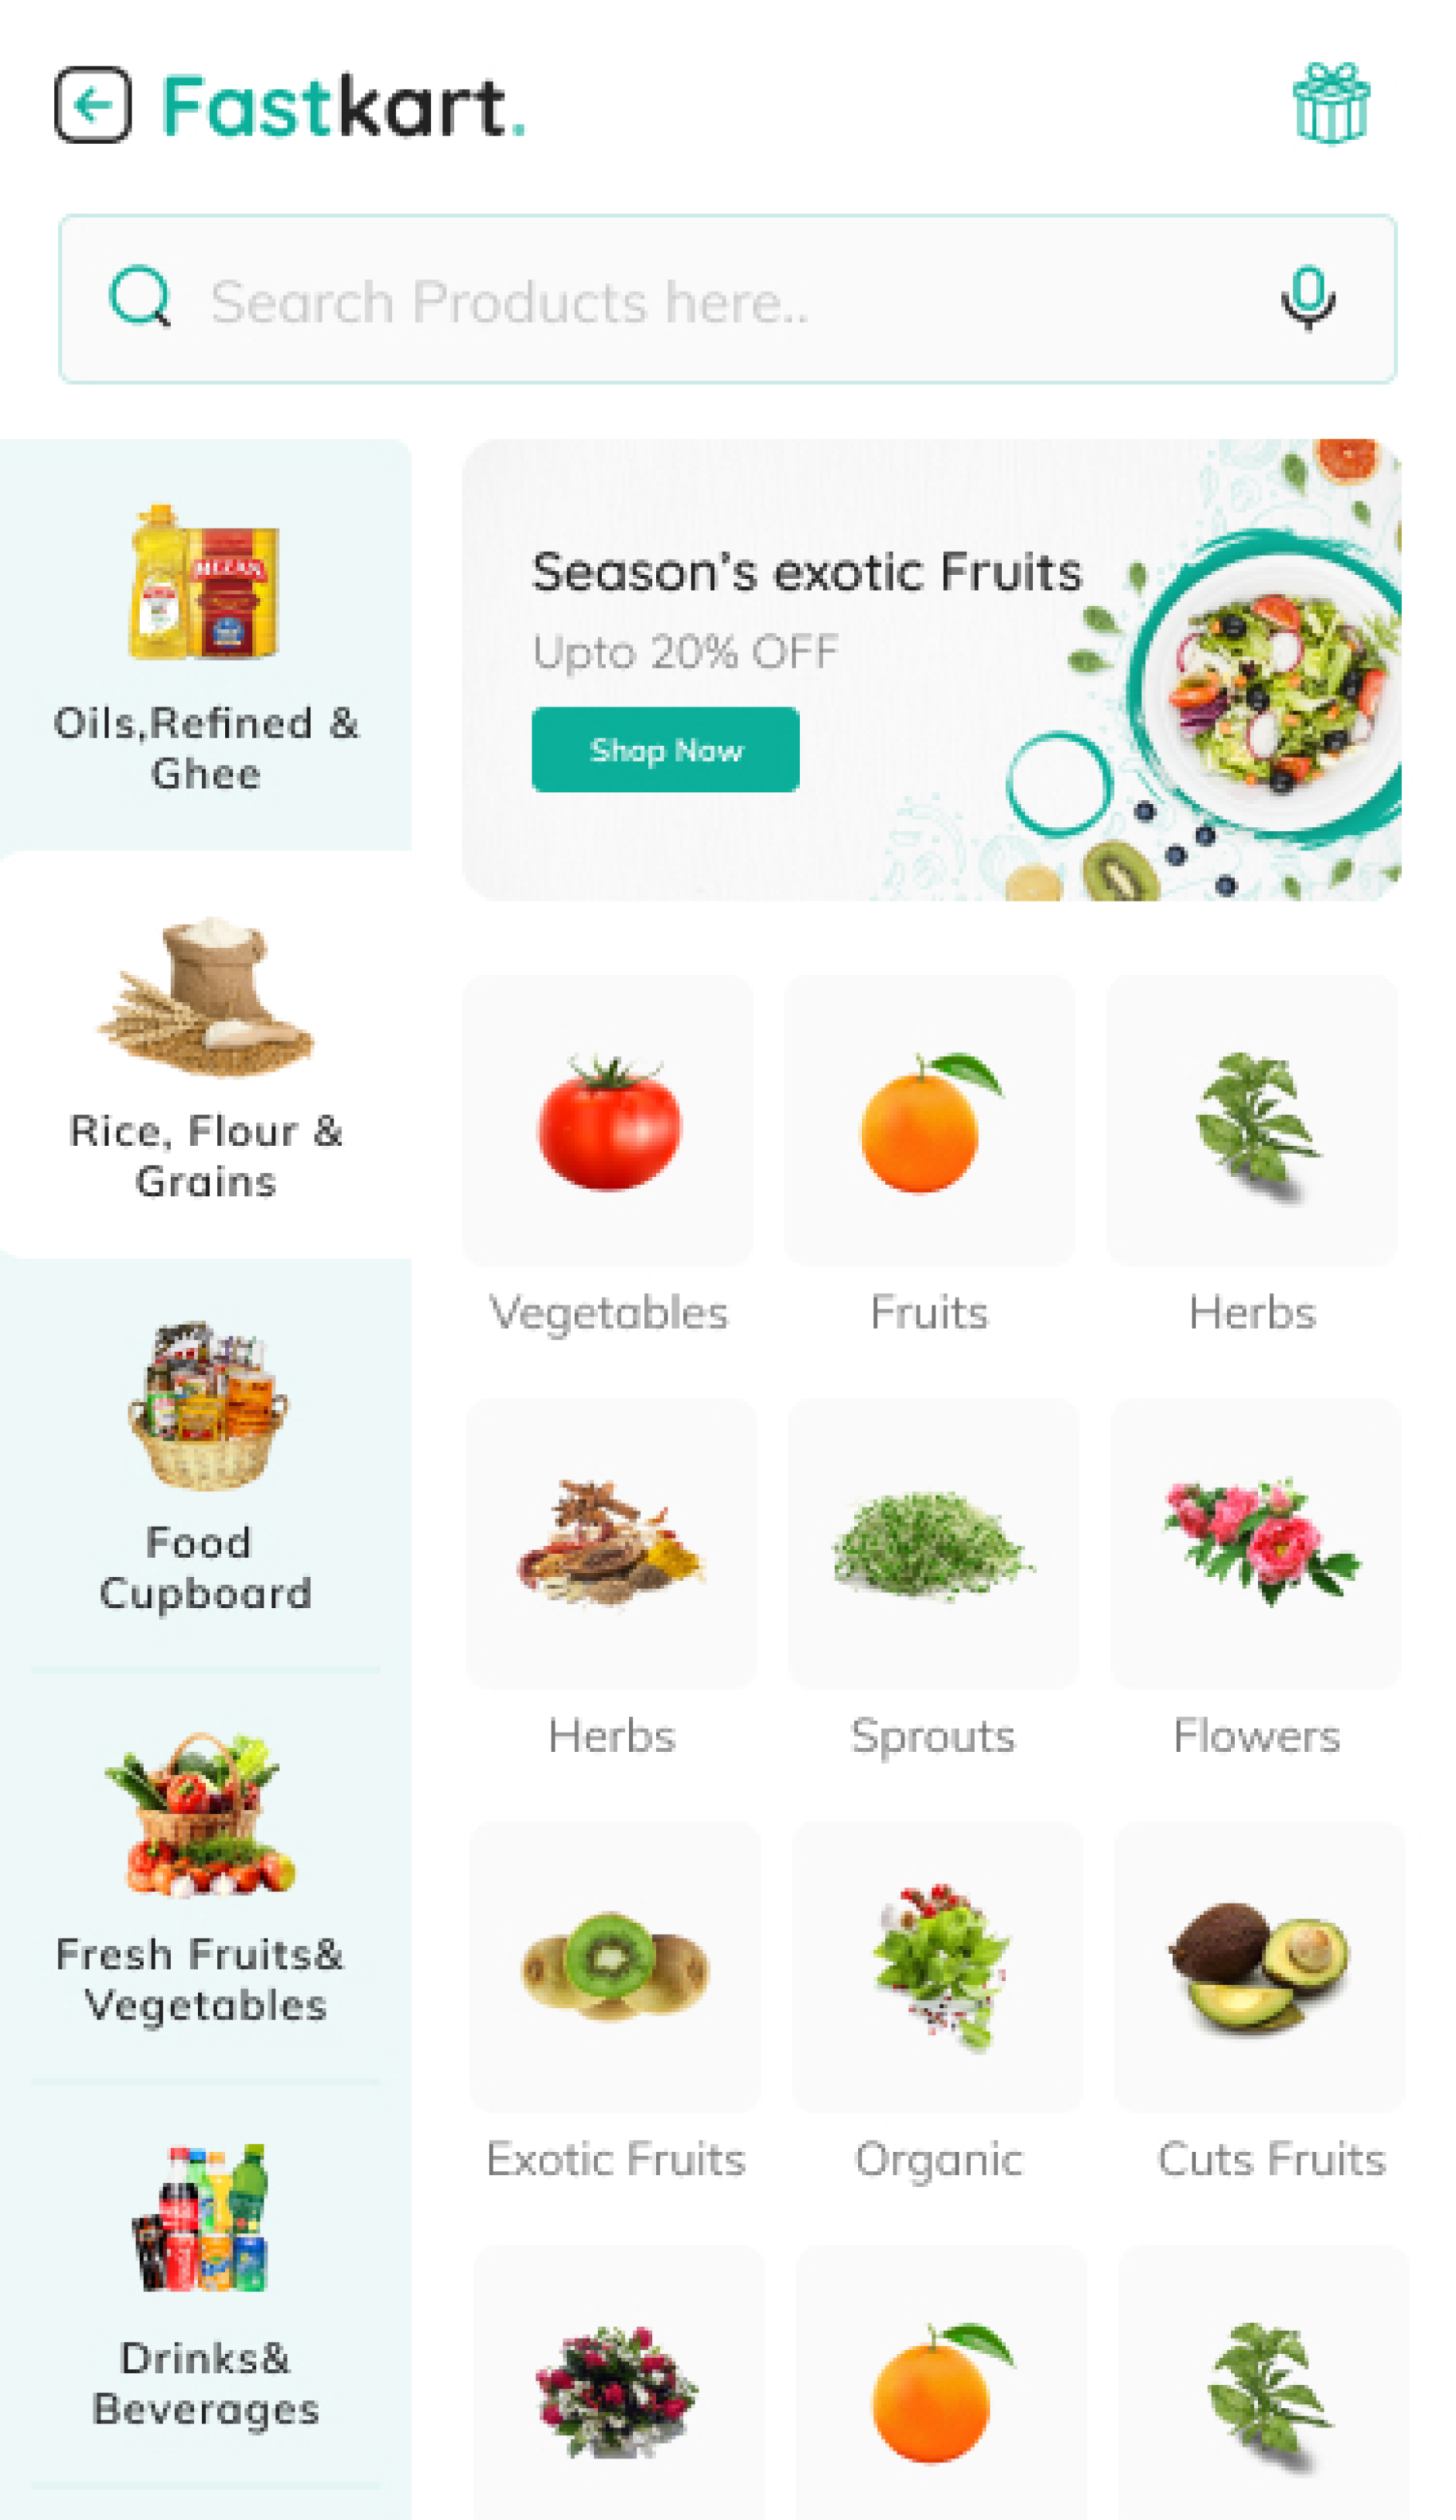 Fastkart.
Search Products here..
Oils,Refined &
Ghee
Rice, Flour &
Grains
Food
Cupboard
Fresh Fruits&
Vegetables
Drinks&
Beverages
Season's exotic Fruits
Upto 20% OFF
Shop Now
Vegetables
Fruits
Herbs
Herbs
Sprouts
Flowers
Exotic Fruits
Organic
Cuts Fruits